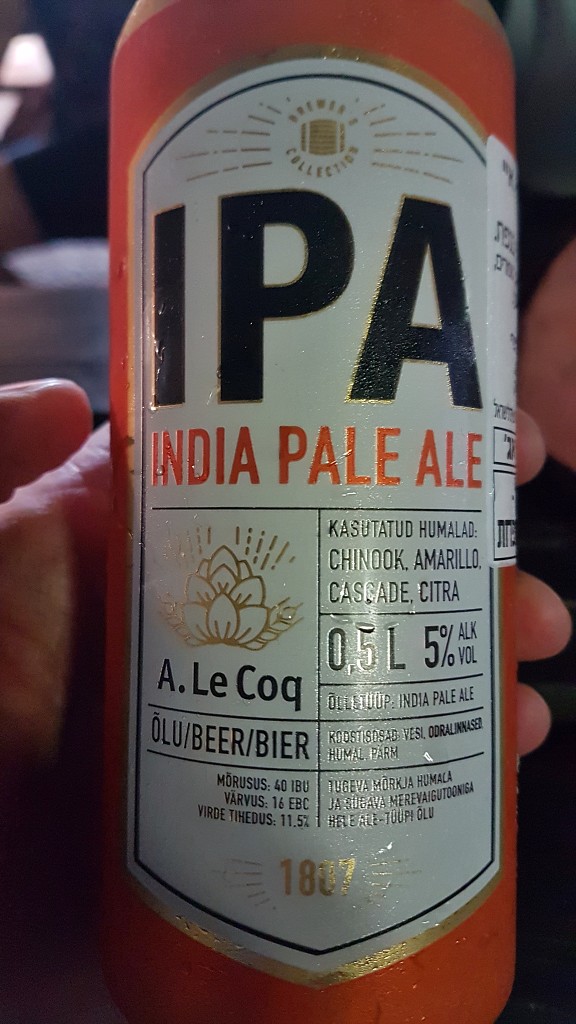 BREWER'S
COLLECTION
IPA
INDIA PALE ALE
KASUTATUD HUMALAD:
CHINOOK, AMARILLO,
CASCADE, CITRA
0,5 L 5% ALK
VOL
A. Le Coq
ÕLLETÜÜP: INDIA PALE ALE
ÕLU/BEER/BIER
KOOSTISOSAD: VESI, ODRALINNASED,
HUMAL, PÄRM
MÕRUSUS: 40 IBU
VÄRVUS: 16 EBC
VIRDE TIHEDUS: 11.5%
TUGEVA MÕRKJA HUMALA
JA SÜGAVA MEREVAIGUTOONIGA
HELE ALE-TÜÜPI ÕLU
1807